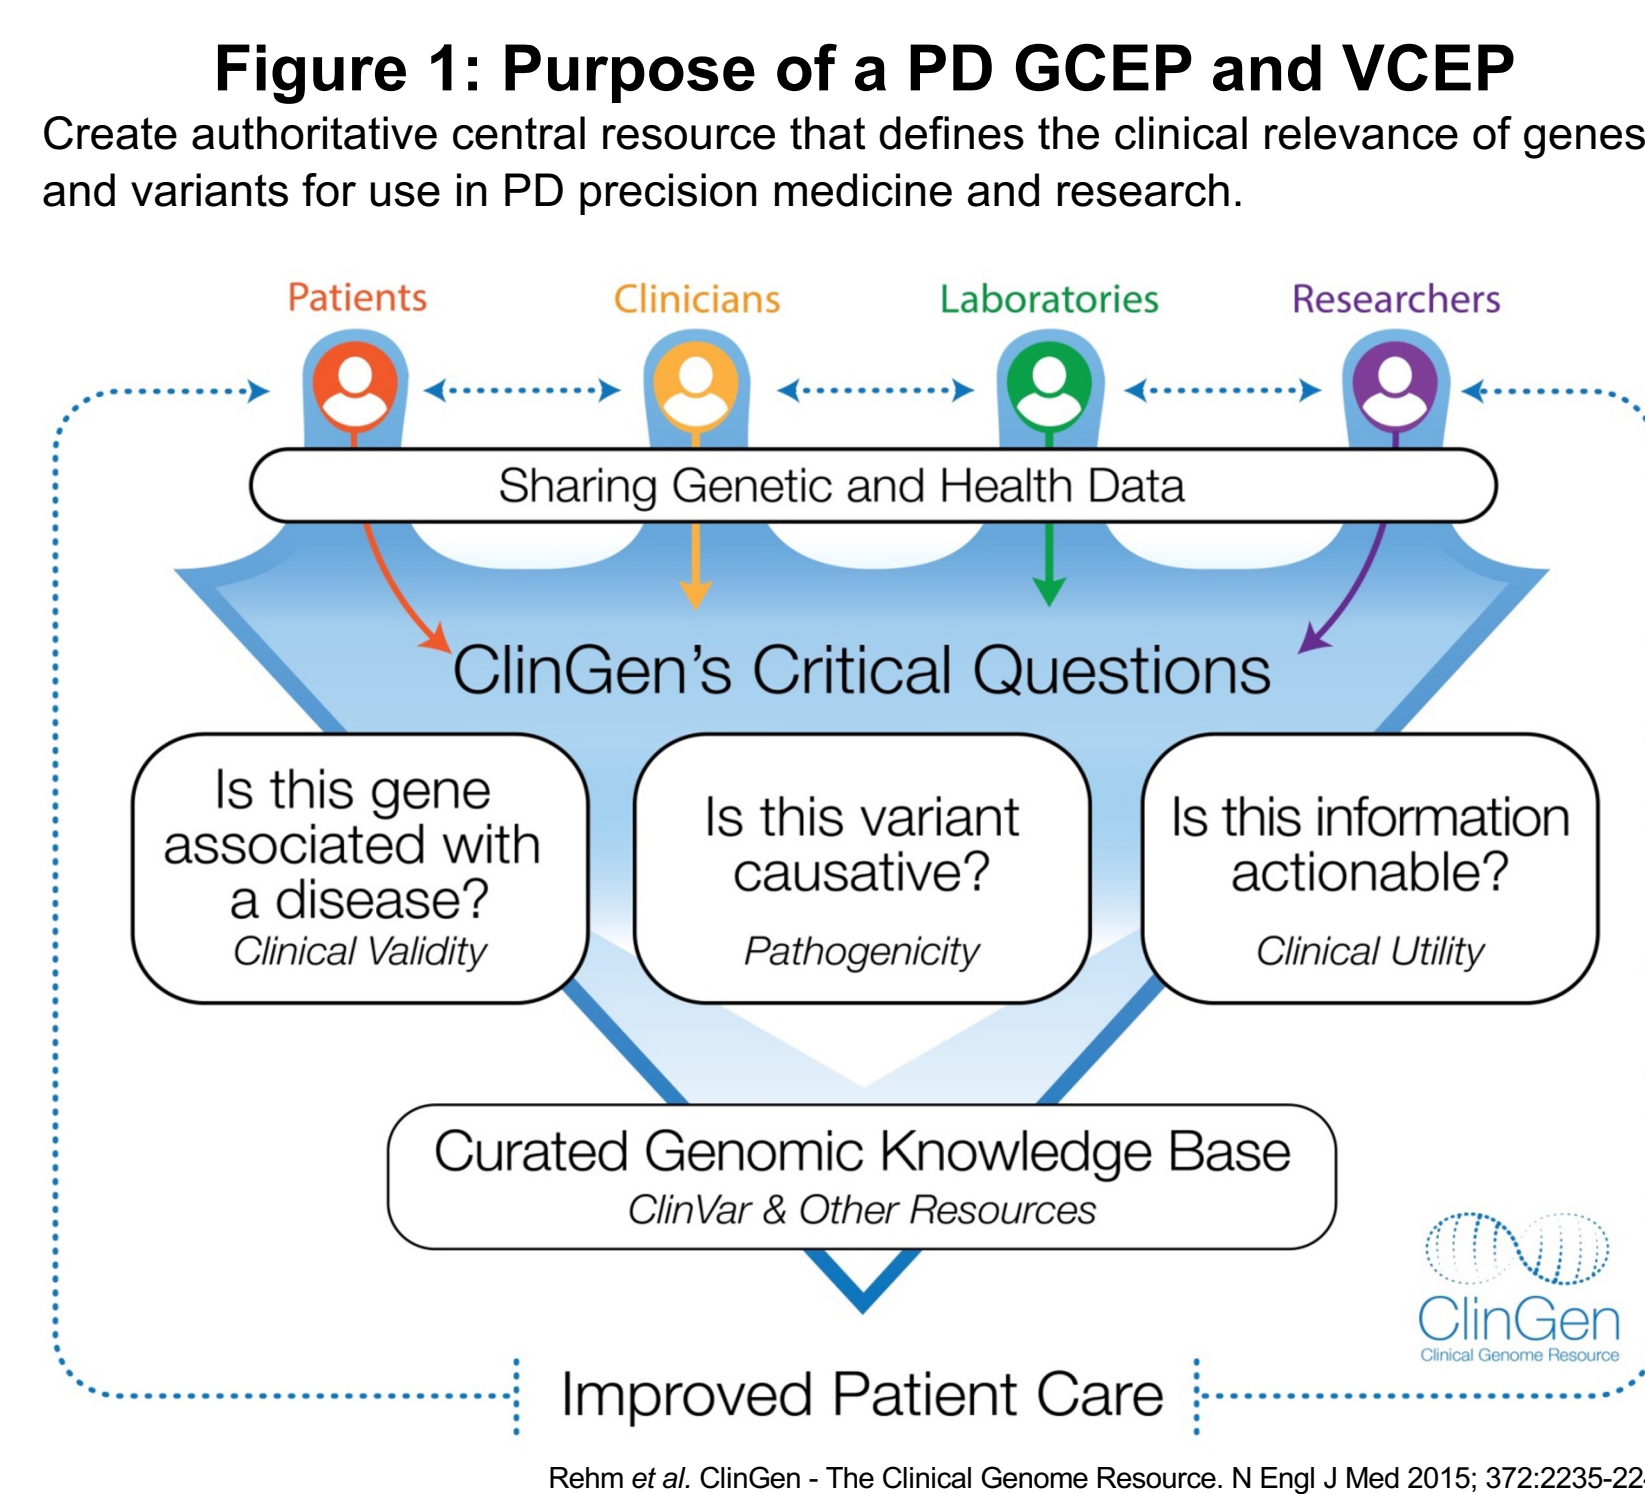 Figure 1: Purpose of a PD GCEP and VCEP
Create authoritative central resource that defines the clinical relevance of genes
and variants for use in PD precision medicine and research.
Patients
Clinicians
Laboratories
Researchers
Sharing Genetic and Health Data
ClinGen’s Critical Questions
Is this gene
associated with
a disease?
Clinical Validity
Is this variant
causative?
Pathogenicity
Is this information
actionable?
Clinical Utility
Curated Genomic Knowledge Base
ClinVar & Other Resources
ClinGen
Clinical Genome Resource
Improved Patient Care
Rehm et al. ClinGen - The Clinical Genome Resource. N Engl J Med 2015; 372:2235-22